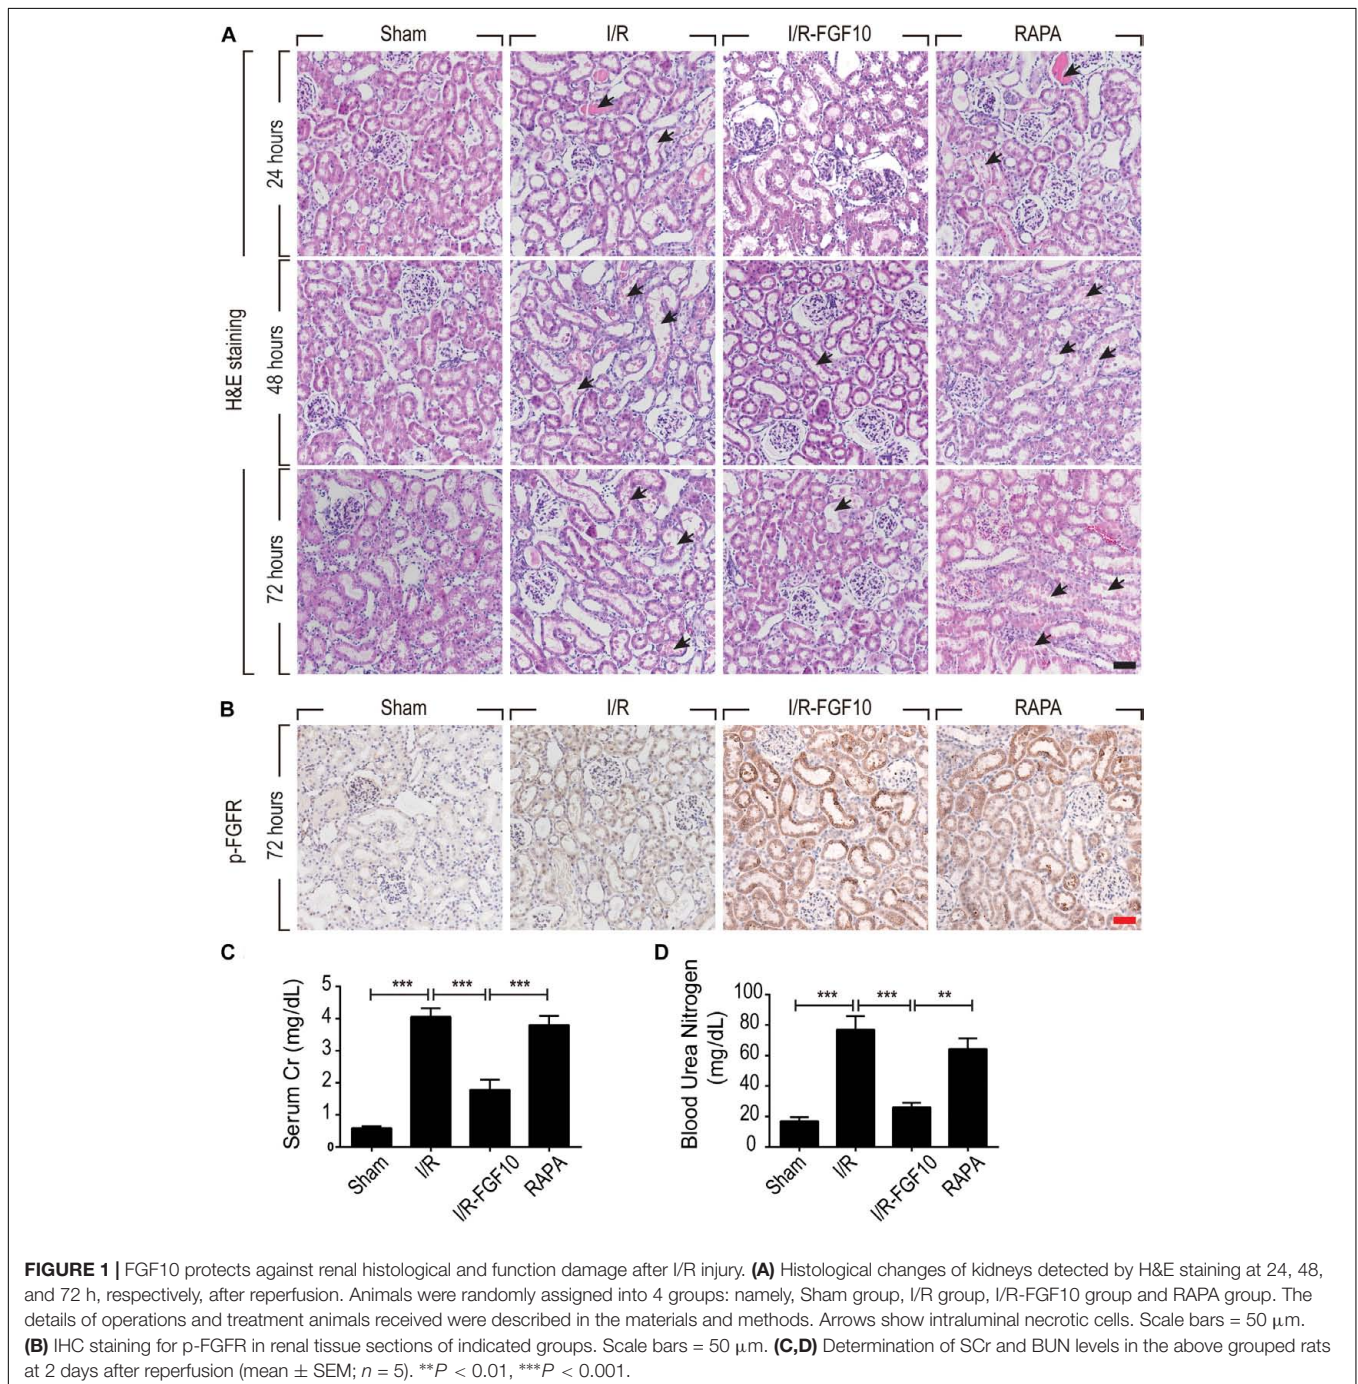 A
Sham
I/R
I/R-FGF10
RAPA
H&E staining
24 hours
48 hours
72 hours
B
Sham
I/R
I/R-FGF10
RAPA
p-FGFR
72 hours
C
Serum Cr (mg/dL)
5
4
3
2
1
0
***
***
***
Sham
I/R
I/R-FGF10
RAPA
D
Blood Urea Nitrogen
(mg/dL)
100
80
60
40
20
0
***
***
**
Sham
I/R
I/R-FGF10
RAPA
FIGURE 1 | FGF10 protects against renal histological and function damage after I/R injury. (A) Histological changes of kidneys detected by H&E staining at 24, 48,
and 72 h, respectively, after reperfusion. Animals were randomly assigned into 4 groups: namely, Sham group, I/R group, I/R-FGF10 group and RAPA group. The
details of operations and treatment animals received were described in the materials and methods. Arrows show intraluminal necrotic cells. Scale bars = 50 μm.
(B) IHC staining for p-FGFR in renal tissue sections of indicated groups. Scale bars = 50 μm. (C,D) Determination of SCr and BUN levels in the above grouped rats
at 2 days after reperfusion (mean ± SEM; n = 5). **P < 0.01, ***P < 0.001.